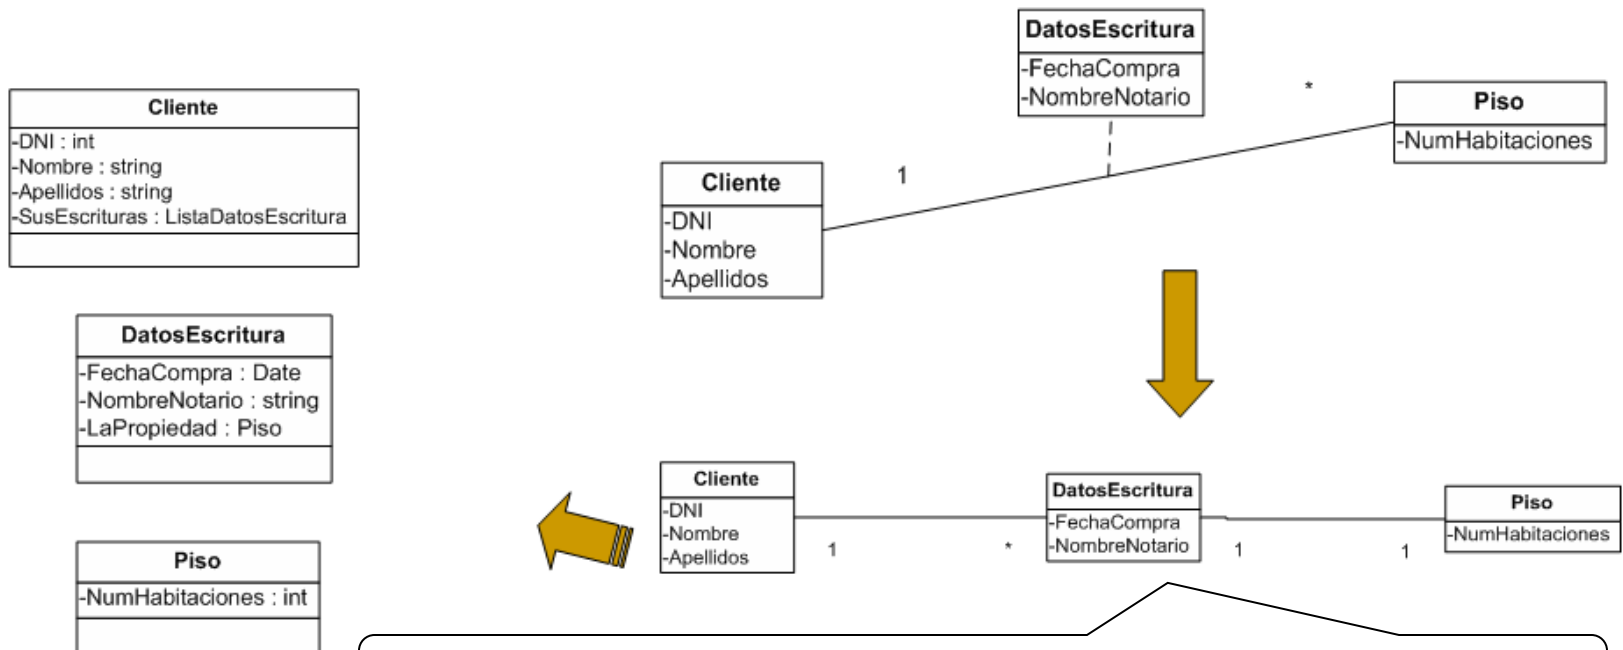 Cliente
-DNI : int
-Nombre : string
-Apellidos : string
-SusEscrituras : ListaDatosEscritura
DatosEscritura
-FechaCompra : Date
-NombreNotario : string
-LaPropiedad : Piso
Piso
-NumHabitaciones : int
DatosEscritura
-FechaCompra
-NombreNotario
*
Piso
-NumHabitaciones
1
Cliente
-DNI
-Nombre
-Apellidos
Cliente
-DNI
-Nombre
-Apellidos
1
*
DatosEscritura
-FechaCompra
-NombreNotario
1
1
Piso
-NumHabitaciones